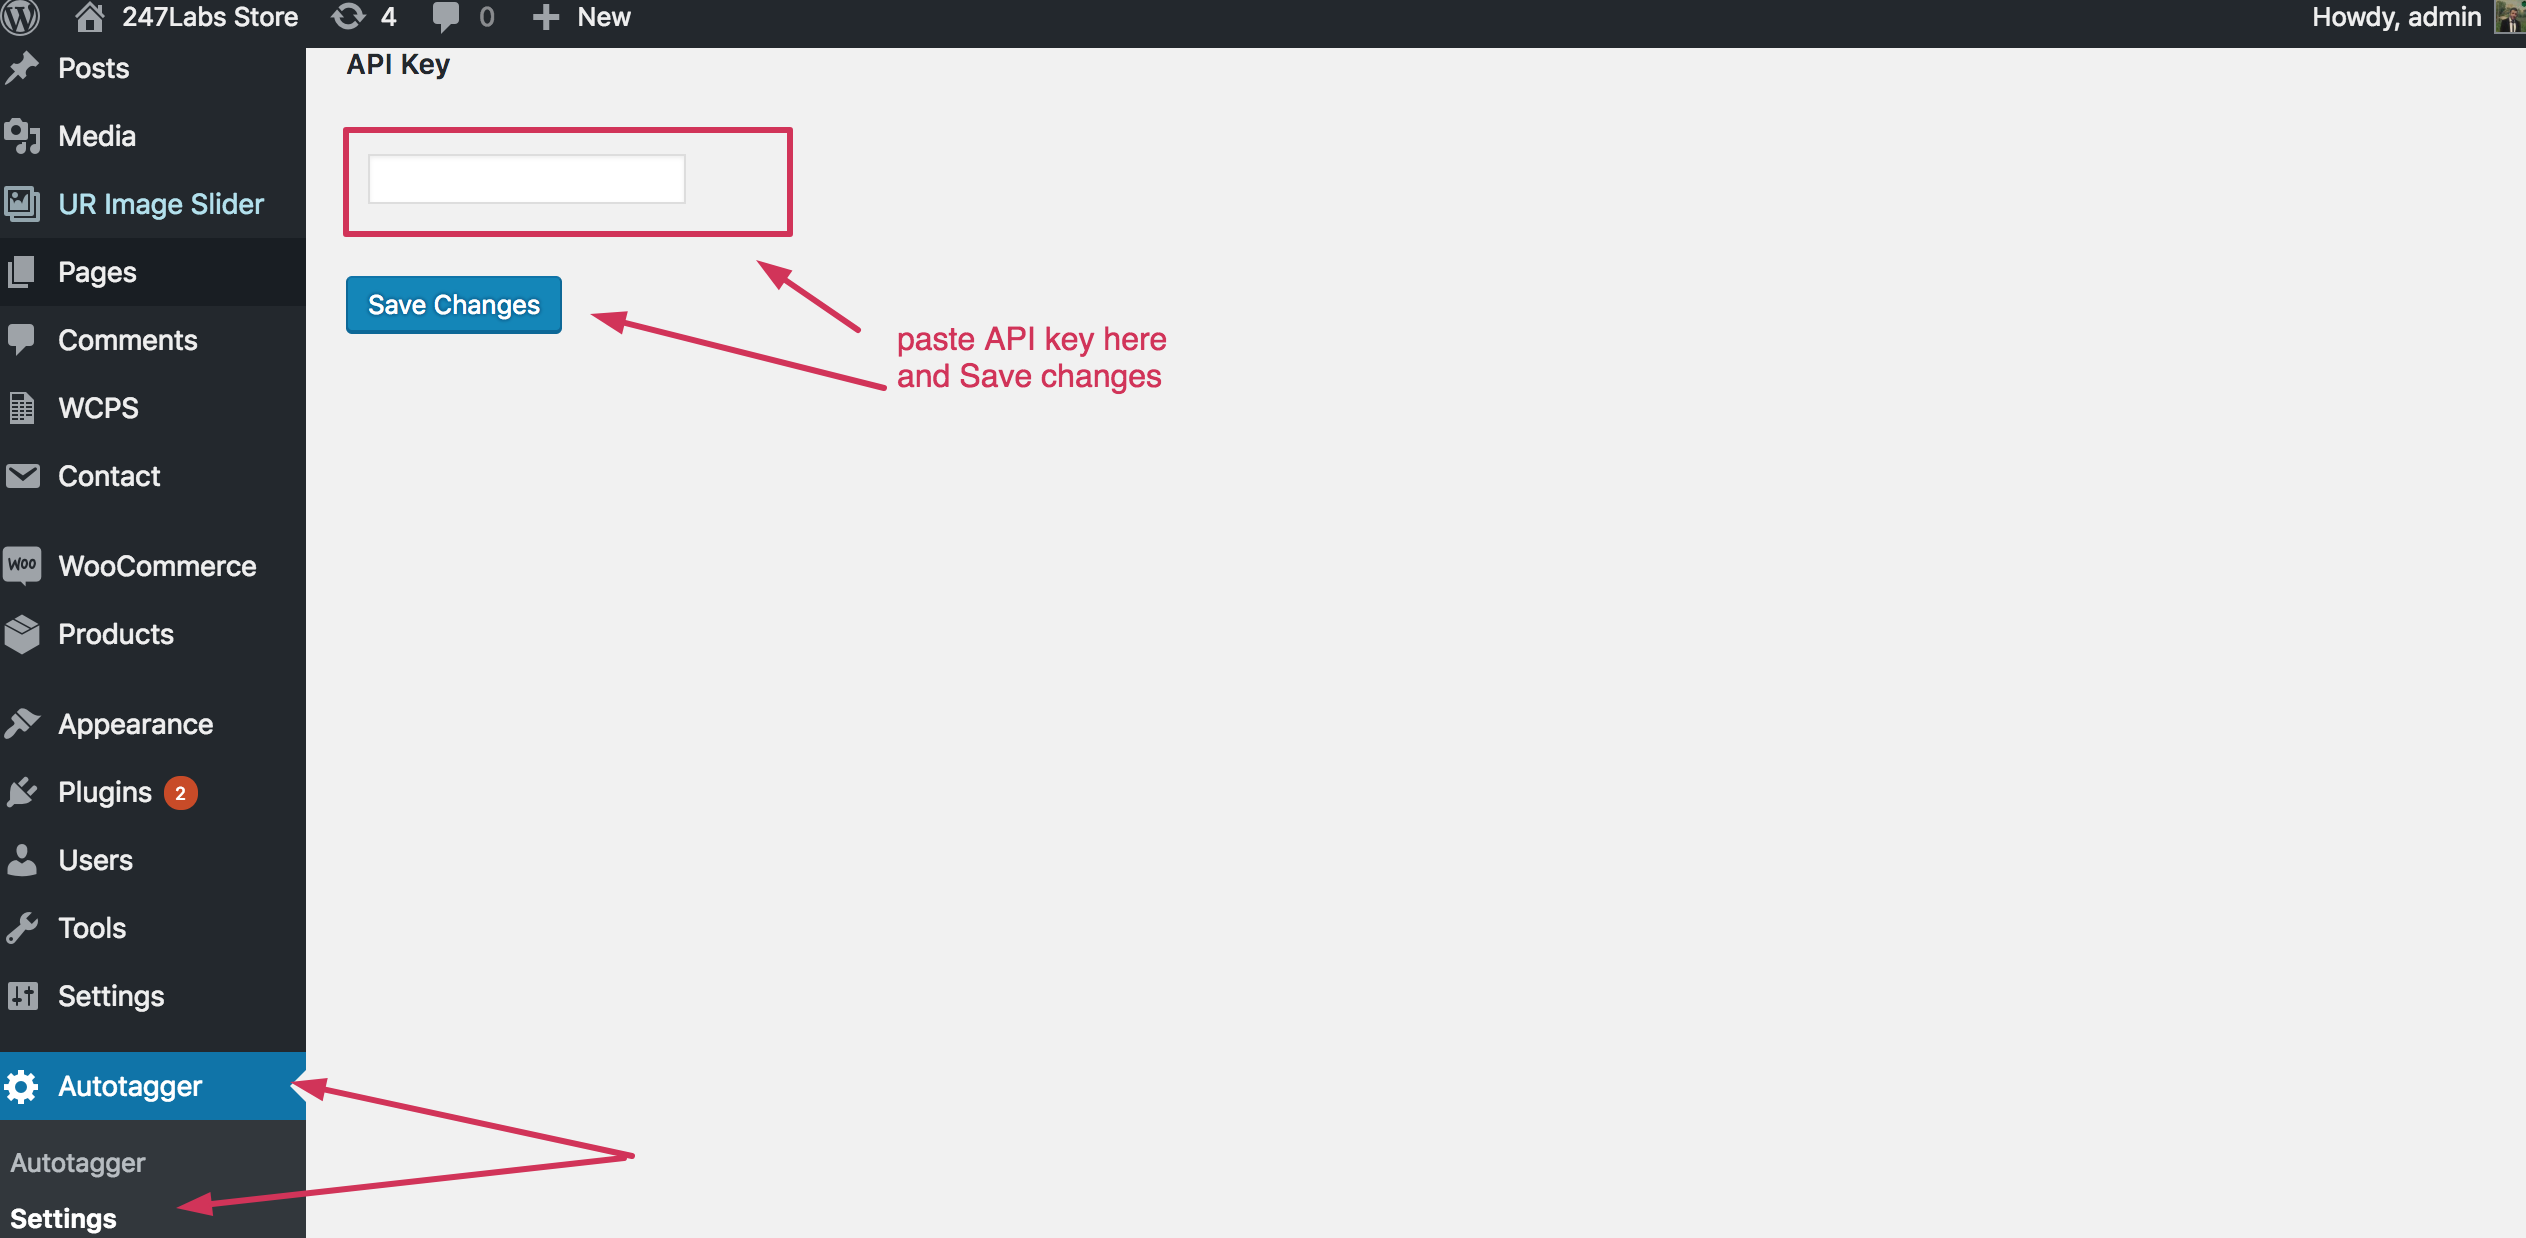 247Labs Store
4
0
New
Howdy, admin
Posts
Media
UR Image Slider
Pages
Comments
WCPS
Contact
Woo
WooCommerce
Products
Appearance
Plugins 2
Users
Tools
Settings
Autotagger
Autotagger
Settings
API Key
Save Changes
paste API key here
and Save changes